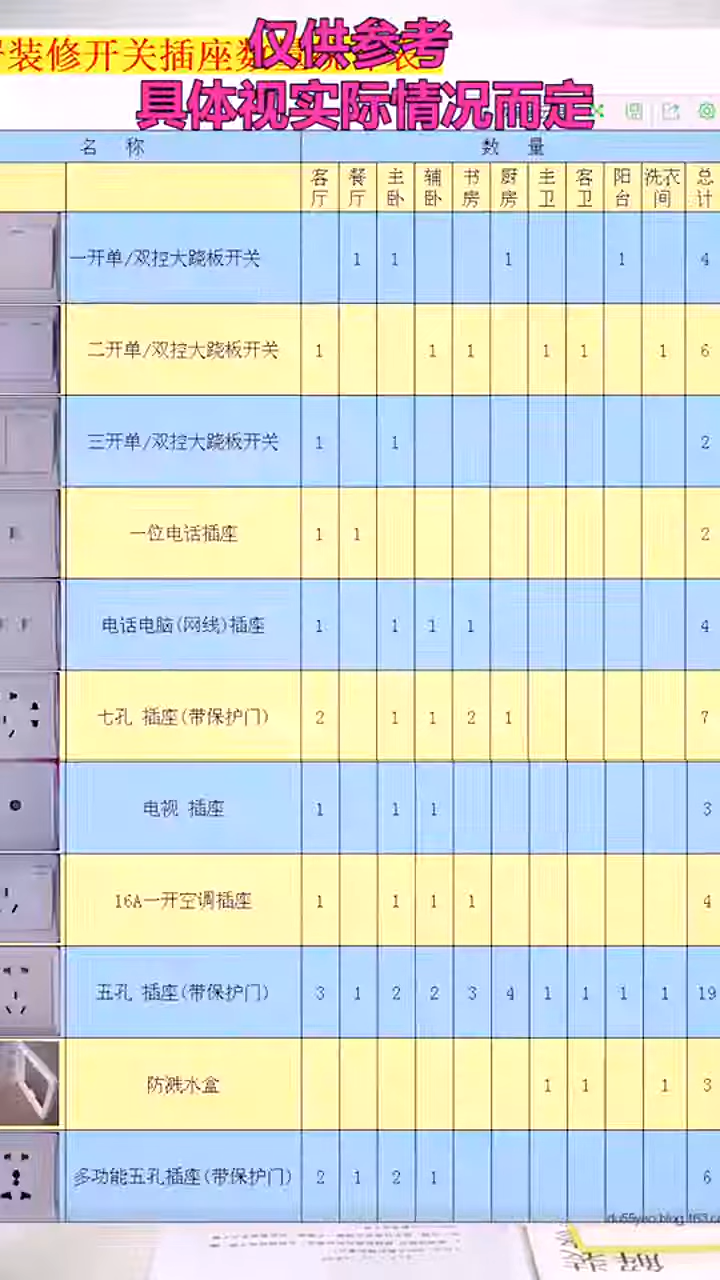 仅供参考
装修开关插座数
具体视实际情况而定
名 称 数 量
客厅 餐厅 主卧 辅卧 书房 厨房 主卫 客卫 阳台 洗衣间 总计
一开单/双控大跷板开关 1 1 1 1 4
二开单/双控大跷板开关 1 1 1 1 1 1 6
三开单/双控大跷板开关 1 1 2
一位电话插座 1 1 2
电话电脑(网线)插座 1 1 1 1 4
七孔 插座(带保护门) 2 1 1 2 1 7
电视 插座 1 1 1 3
16A一开空调插座 1 1 1 1 4
五孔 插座(带保护门) 3 1 2 2 3 4 1 1 1 1 19
防溅水盒 1 1 1 3
多功能五孔插座(带保护门) 2 1 2 1 6